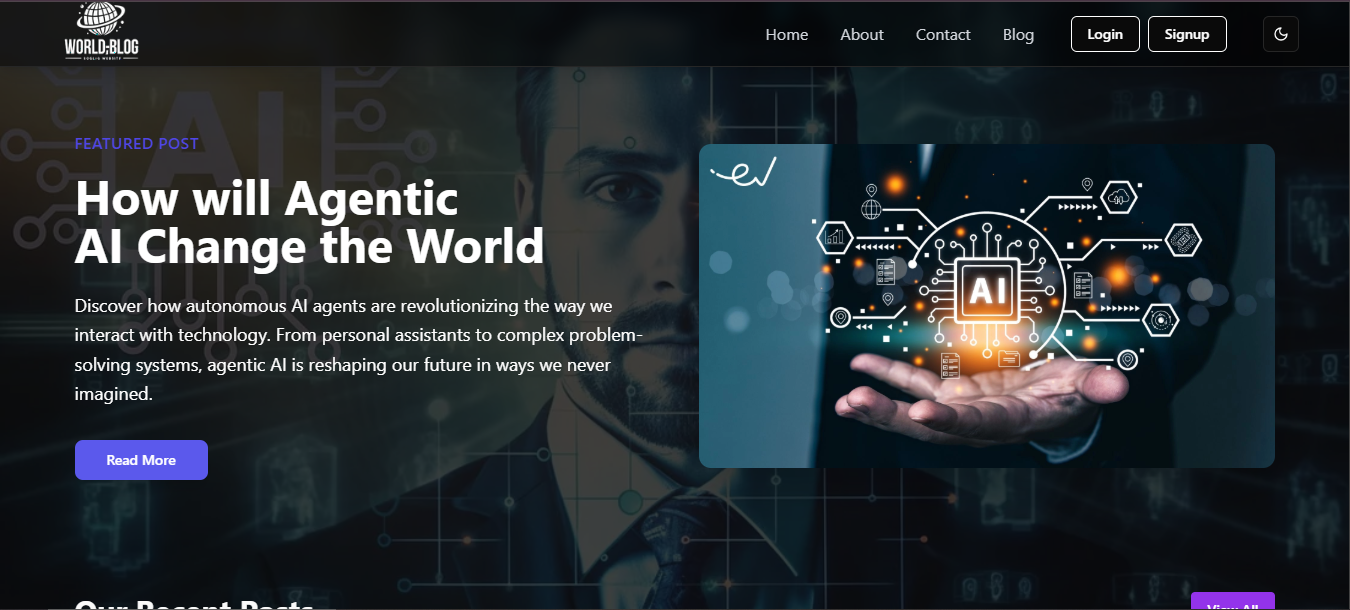 WORLD;BLOG
Home
About
Contact
Blog
Login
Signup
AI
FEATURED POST
How will Agentic
AI Change the World
Discover how autonomous AI agents are revolutionizing the way we
interact with technology. From personal assistants to complex problem-
solving systems, agentic AI is reshaping our future in ways we never
imagined.
Read More
AI
Our Recent Posts
View All